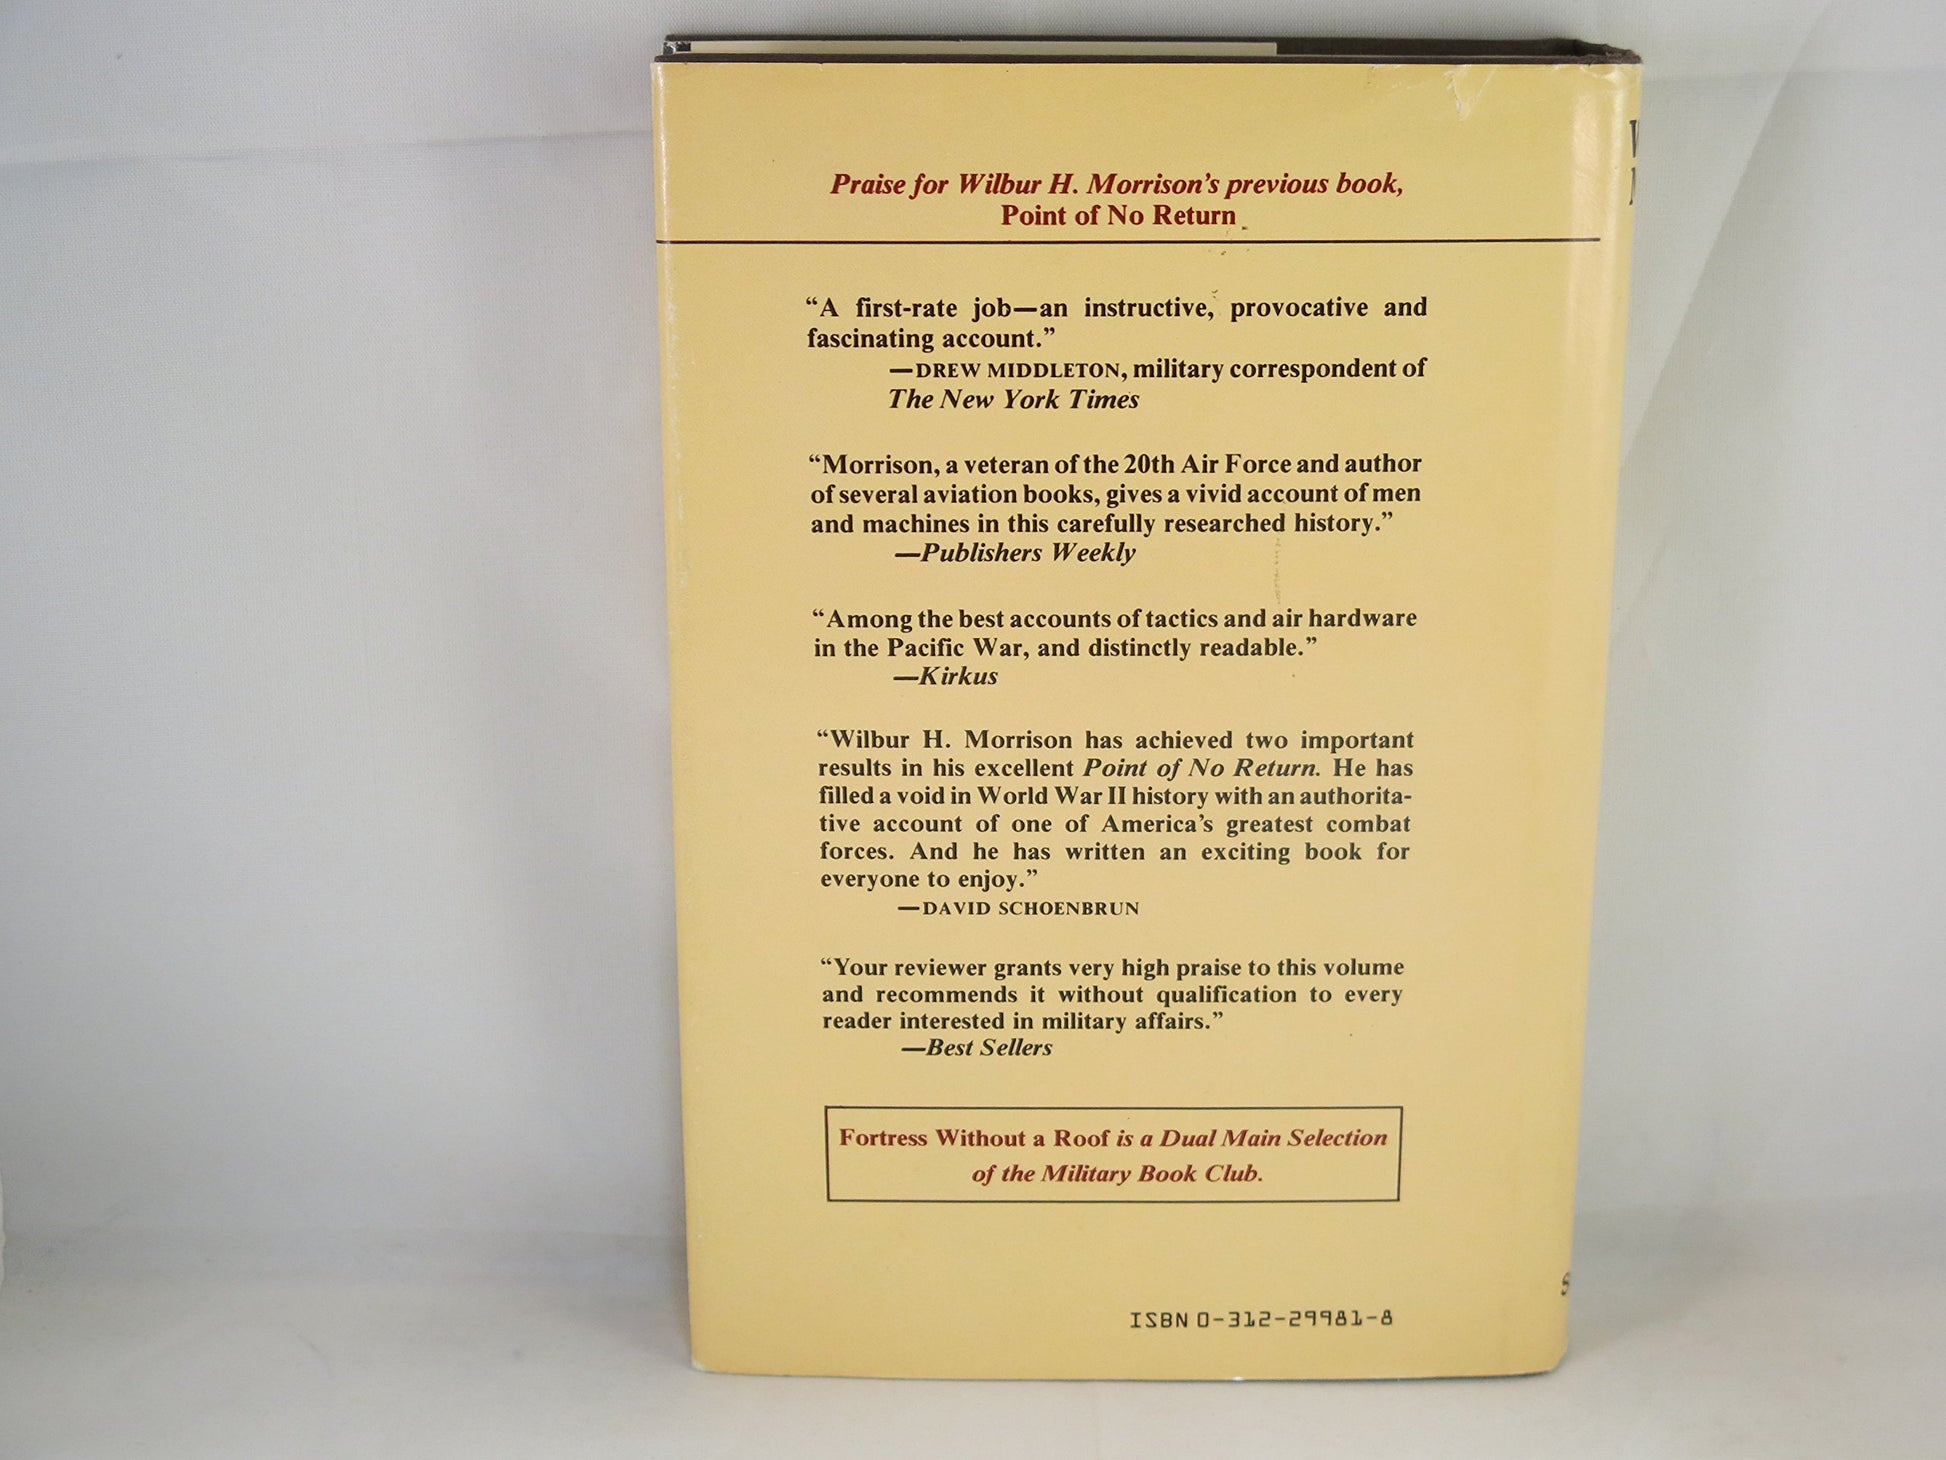 Praise for Wilbur H. Morrison's previous book,
Point of No Return
“A first-rate job—an instructive, provocative and
fascinating account.”
—DREW MIDDLETON, military correspondent of
The New York Times
“Morrison, a veteran of the 20th Air Force and author
of several aviation books, gives a vivid account of men
and machines in this carefully researched history.”
—Publishers Weekly
“Among the best accounts of tactics and air hardware
in the Pacific War, and distinctly readable.”
—Kirkus
“Wilbur H. Morrison has achieved two important
results in his excellent Point of No Return. He has
filled a void in World War II history with an authorita-
tive account of one of America's greatest combat
forces. And he has written an exciting book for
everyone to enjoy.”
—DAVID SCHOENBRUN
“Your reviewer grants very high praise to this volume
and recommends it without qualification to every
reader interested in military affairs.”
—Best Sellers
Fortress Without a Roof is a Dual Main Selection
of the Military Book Club.
ISBN 0-312-29981-8